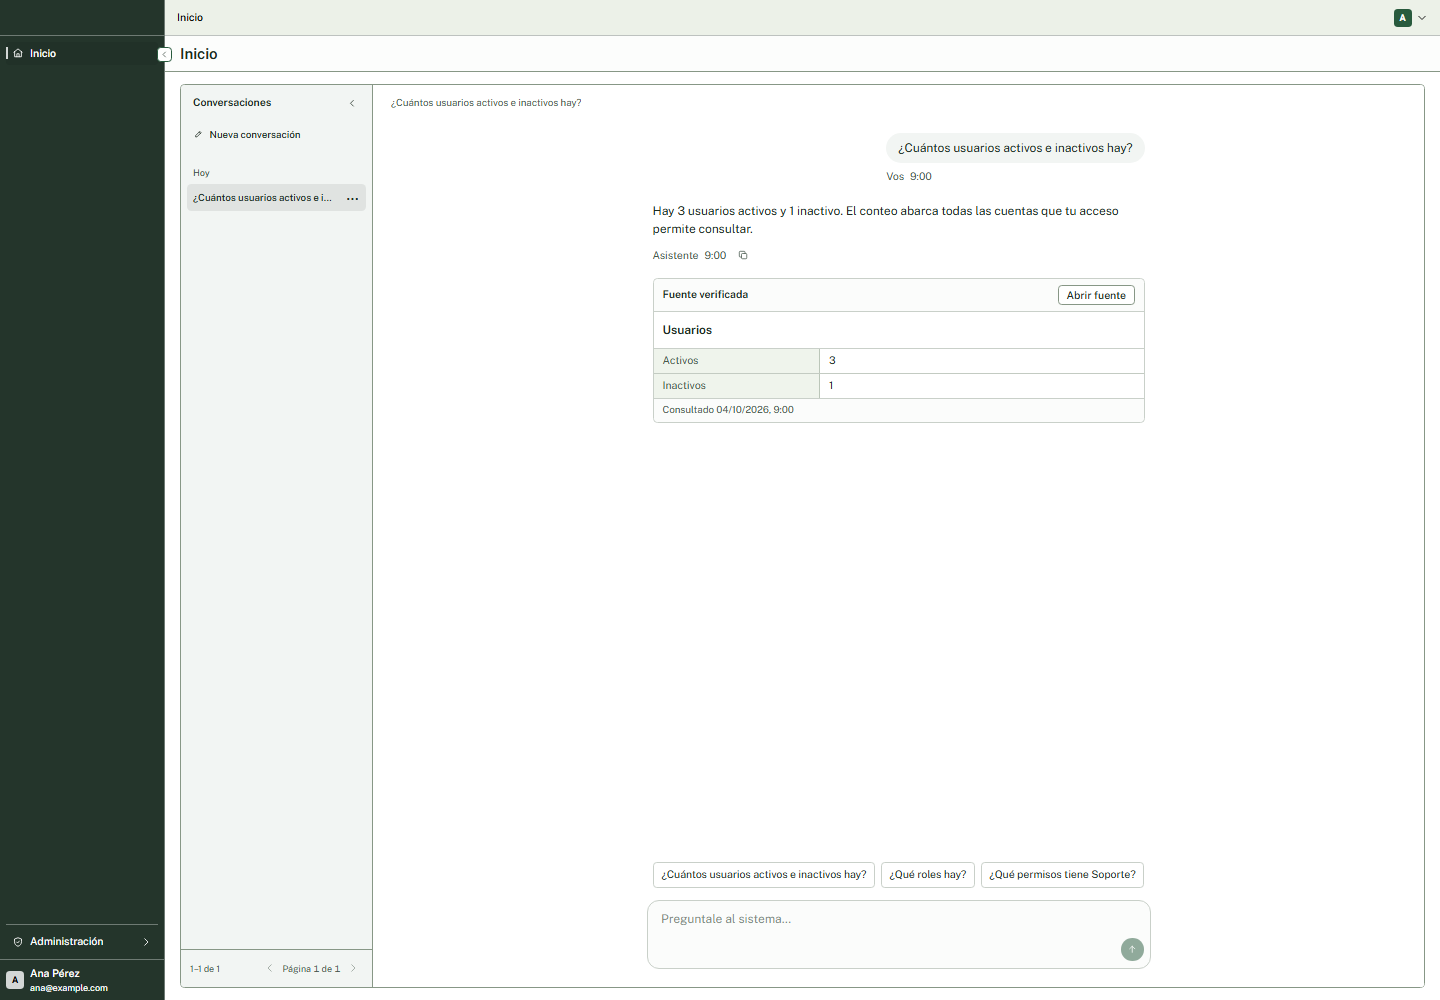 Inicio
A
Inicio
Inicio
Conversaciones
Nueva conversación
Hoy
¿Cuántos usuarios activos e i...
1–1 de 1
Página 1 de 1
¿Cuántos usuarios activos e inactivos hay?
¿Cuántos usuarios activos e inactivos hay?
Vos 9:00
Hay 3 usuarios activos y 1 inactivo. El conteo abarca todas las cuentas que tu acceso
permite consultar.
Asistente 9:00
Fuente verificada
Abrir fuente
Usuarios
Activos 3
Inactivos 1
Consultado 04/10/2026, 9:00
¿Cuántos usuarios activos e inactivos hay?
¿Qué roles hay?
¿Qué permisos tiene Soporte?
Preguntale al sistema...
Administración
A
Ana Pérez
ana@example.com